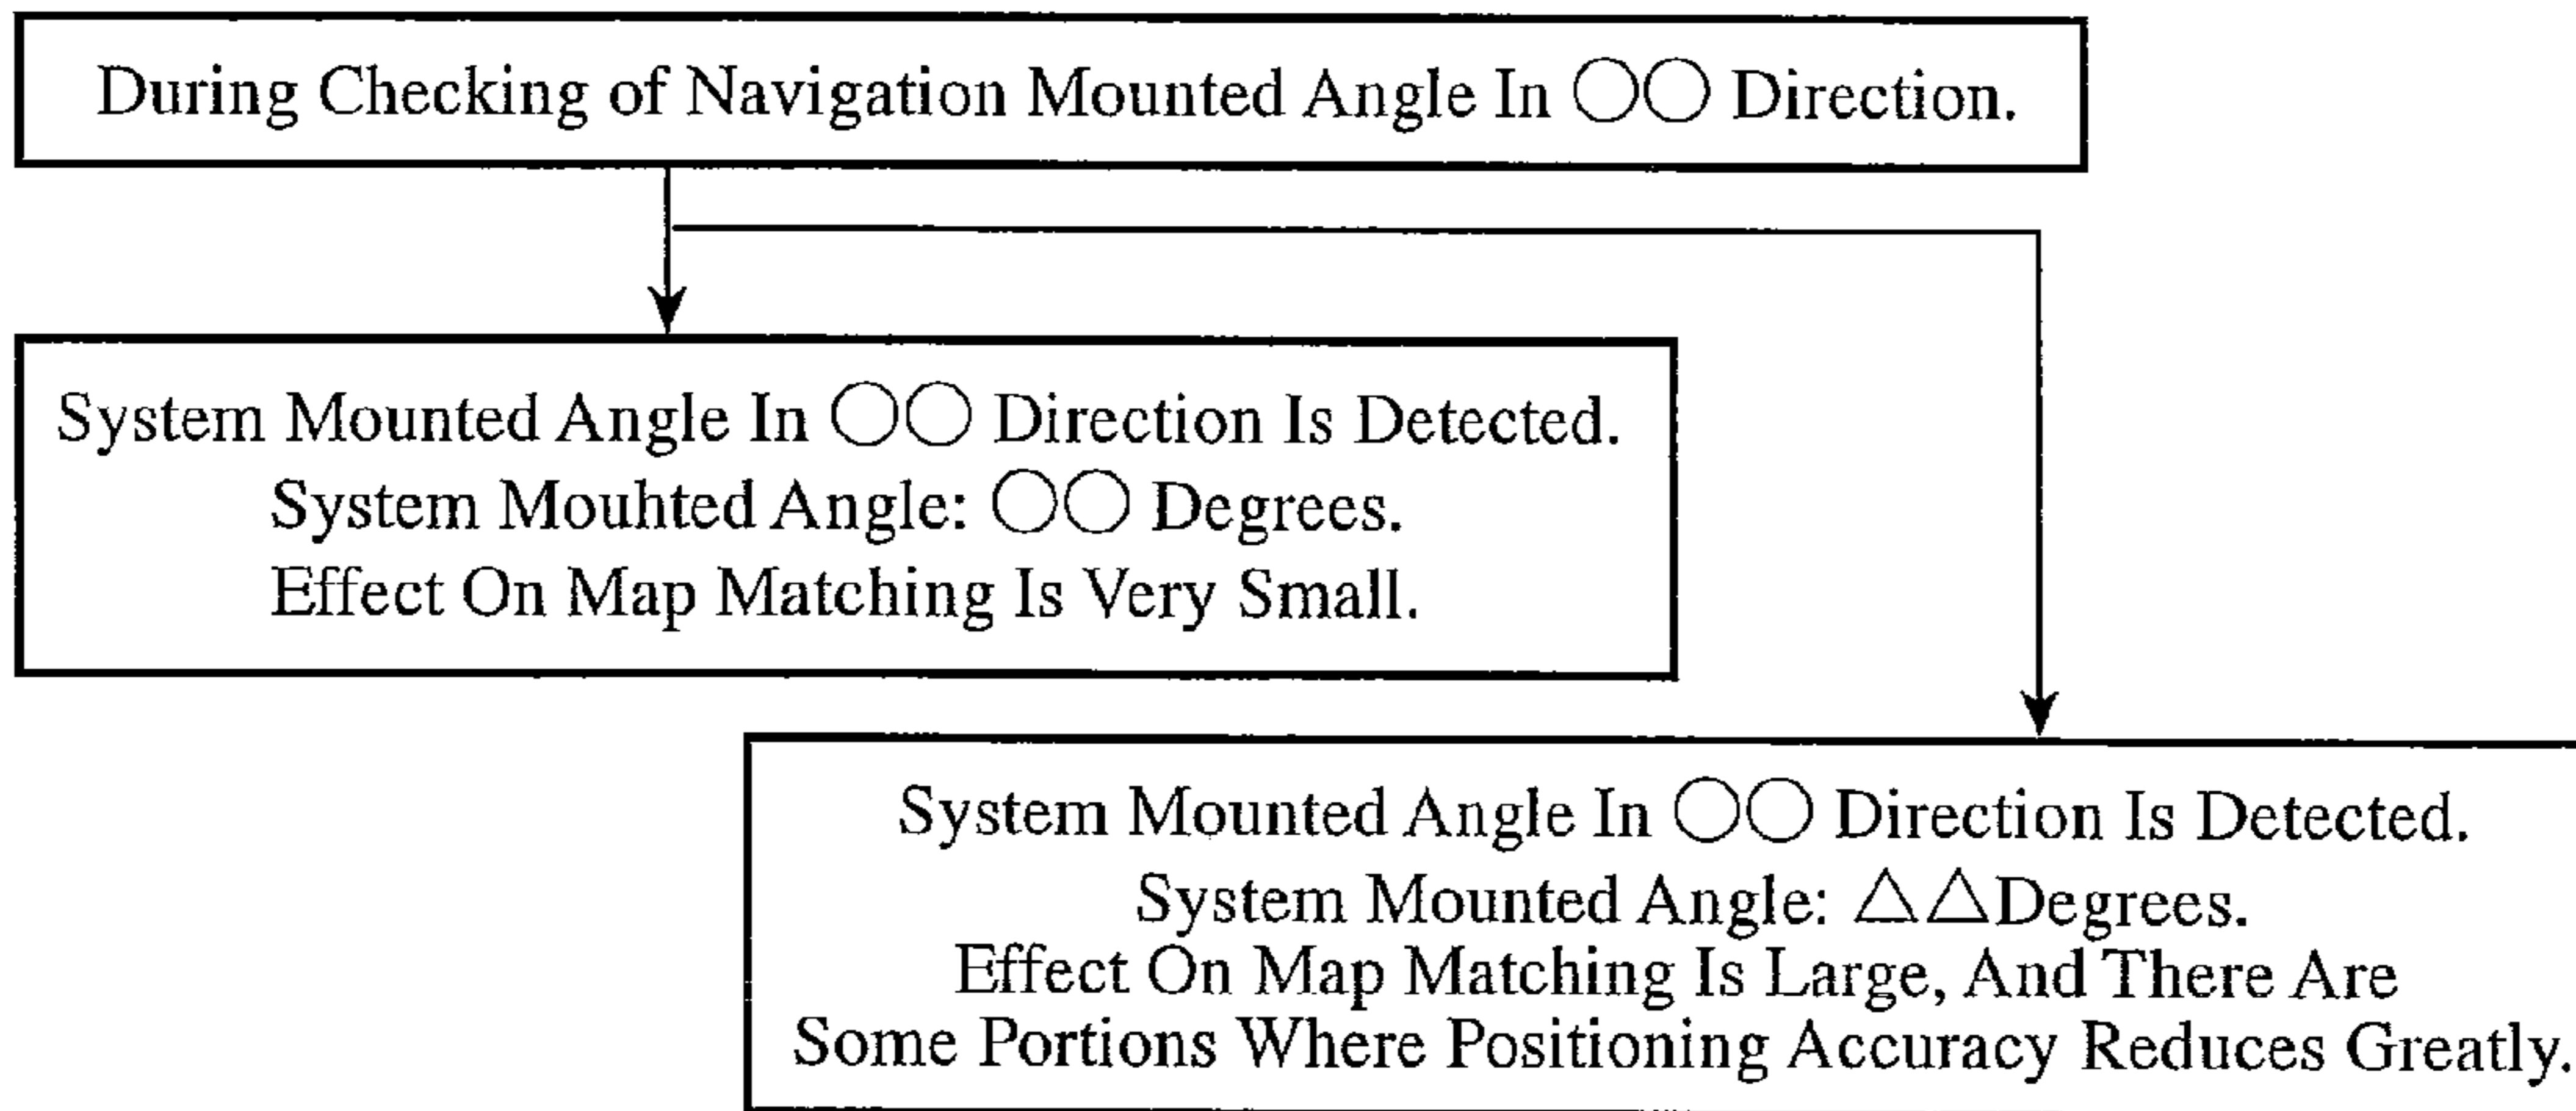 During Checking of Navigation Mounted Angle In ○○ Direction.
System Mounted Angle In ○○ Direction Is Detected.
System Mouhted Angle: ○○ Degrees.
Effect On Map Matching Is Very Small.
System Mounted Angle In ○○ Direction Is Detected.
System Mounted Angle: △△Degrees.
Effect On Map Matching Is Large, And There Are
Some Portions Where Positioning Accuracy Reduces Greatly.